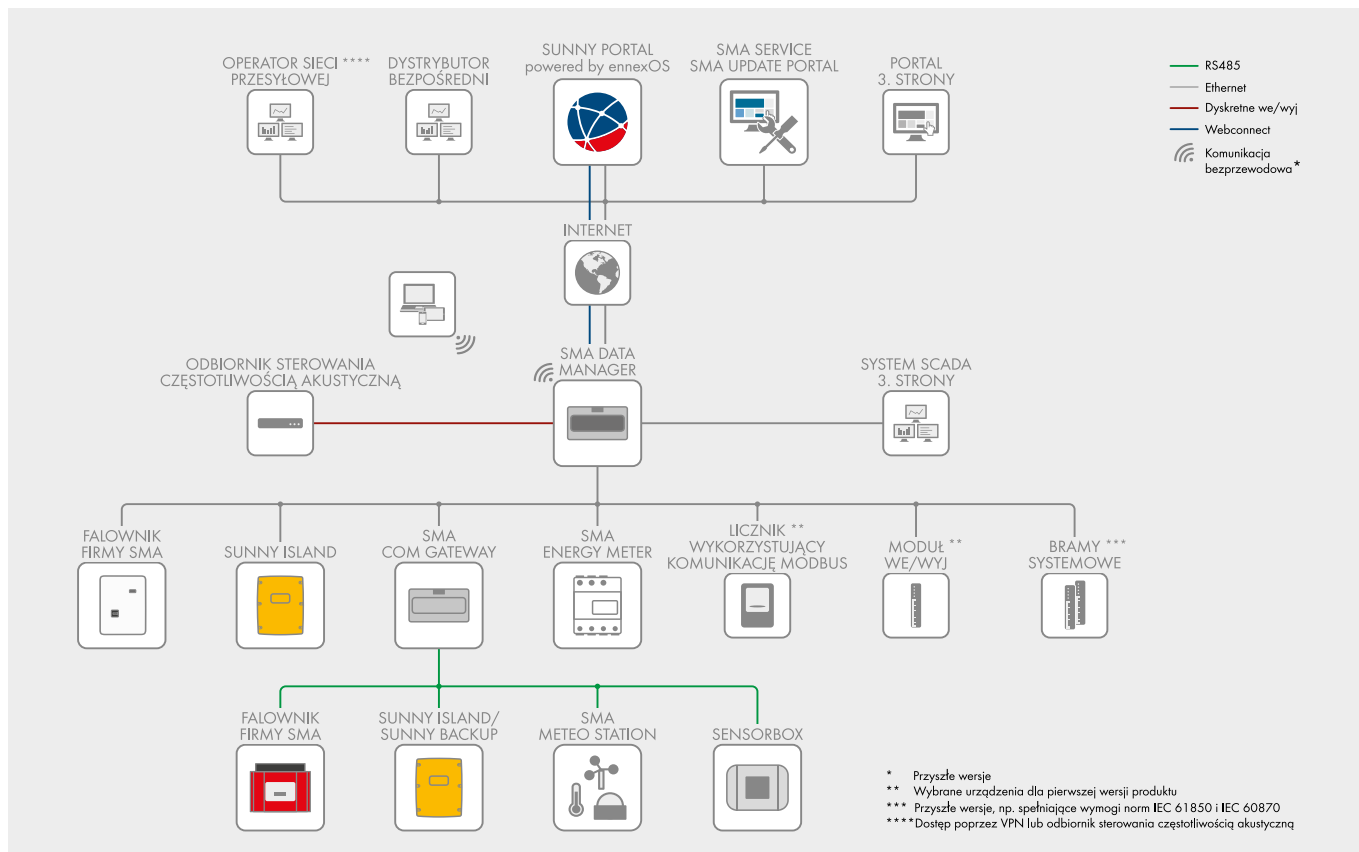 OPERATOR SIECI ****
PRZESYŁOWEJ
DYSTRYBUTOR
BEZPOŚREDNI
SUNNY PORTAL
powered by ennexOS
SMA SERVICE
SMA UPDATE PORTAL
PORTAL
3. STRONY
RS485
Ethernet
Dyskretne we/wyj
Webconnect
Komunikacja
bezprzewodowa*
INTERNET
ODBIORNIK STEROWANIA
CZĘSTOTLIWOŚCIĄ AKUSTYCZNĄ
SMA DATA
MANAGER
SYSTEM SCADA
3. STRONY
FALOWNIK
FIRMY SMA
SUNNY ISLAND
SMA
COM GATEWAY
SMA
ENERGY METER
LICZNIK **
WYKORZYSTUJĄCY
KOMUNIKACJĘ MODBUS
MODUŁ **
WE/WYJ
BRAMY ***
SYSTEMOWE
FALOWNIK
FIRMY SMA
SUNNY ISLAND/
SUNNY BACKUP
SMA
METEO STATION
SENSORBOX
* Przyszłe wersje
** Wybrane urządzenia dla pierwszej wersji produktu
*** Przyszłe wersje, np. spełniające wymogi norm IEC 61850 i IEC 60870
****Dostęp poprzez VPN lub odbiornik sterowania częstotliwością akustyczną